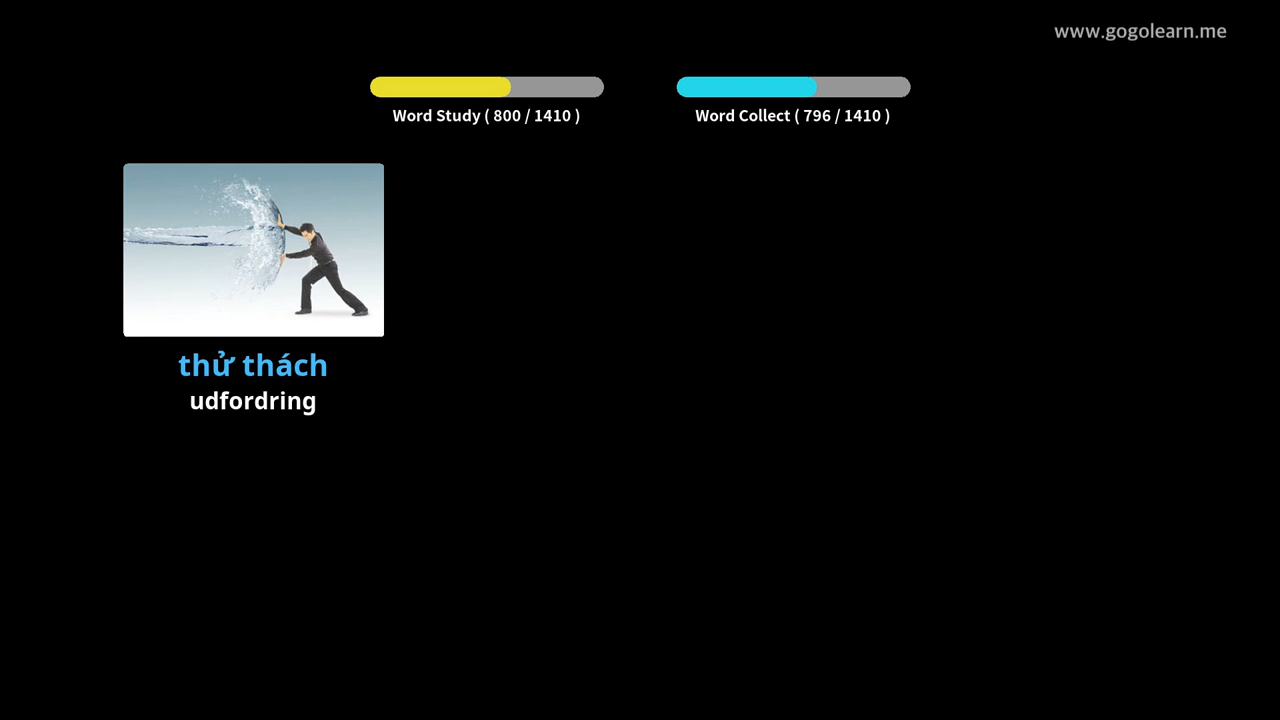 www.gogolearn.me
Word Study ( 800 / 1410 )
Word Collect ( 796 / 1410 )
thử thách
udfordring